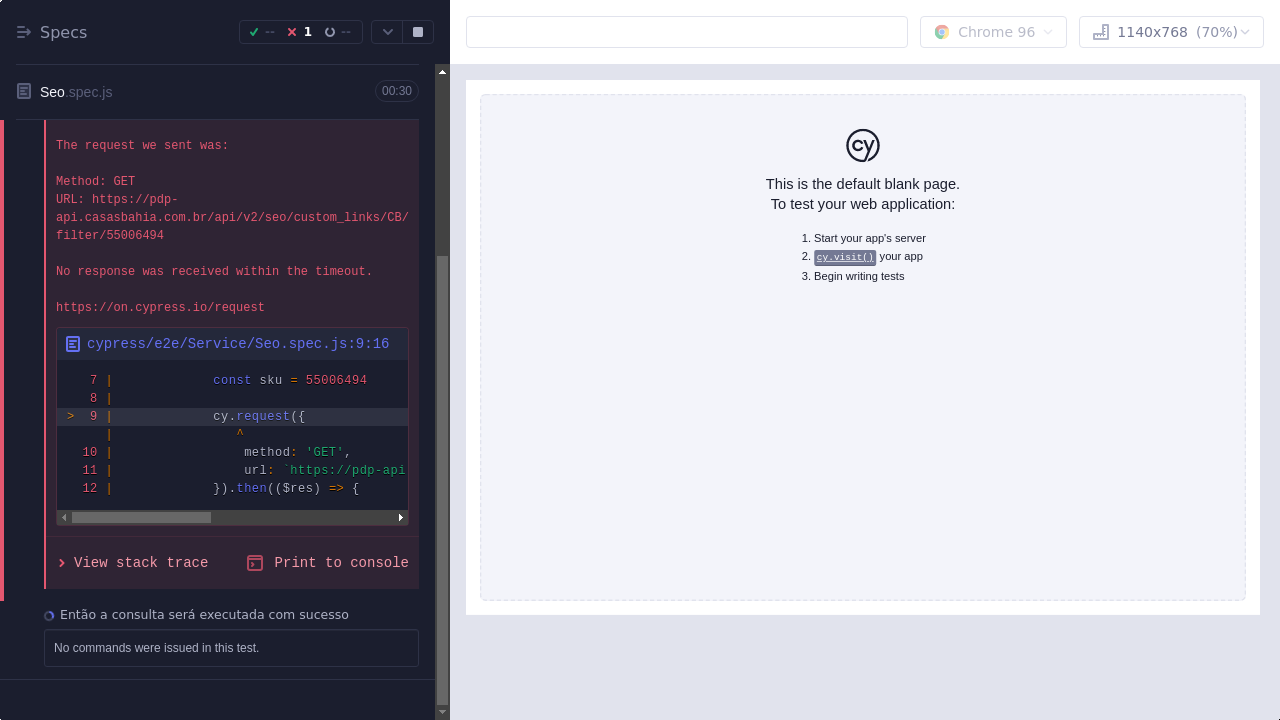 Specs
-- 1 --
Seo.spec.js 00:30
The request we sent was:
Method: GET
URL: https://pdp-
api.casasbahia.com.br/api/v2/seo/custom_links/CB/
filter/55006494
No response was received within the timeout.
https://on.cypress.io/request
cypress/e2e/Service/Seo.spec.js:9:16
7 | const sku = 55006494
8 |
> 9 | cy.request({
| ^
10 | method: 'GET',
11 | url: `https://pdp-api
12 | }).then(($res) => {
View stack trace Print to console
Então a consulta será executada com sucesso
No commands were issued in this test.
Chrome 96
1140x768 (70%)
cy
This is the default blank page.
To test your web application:
1. Start your app's server
2. cy.visit() your app
3. Begin writing tests